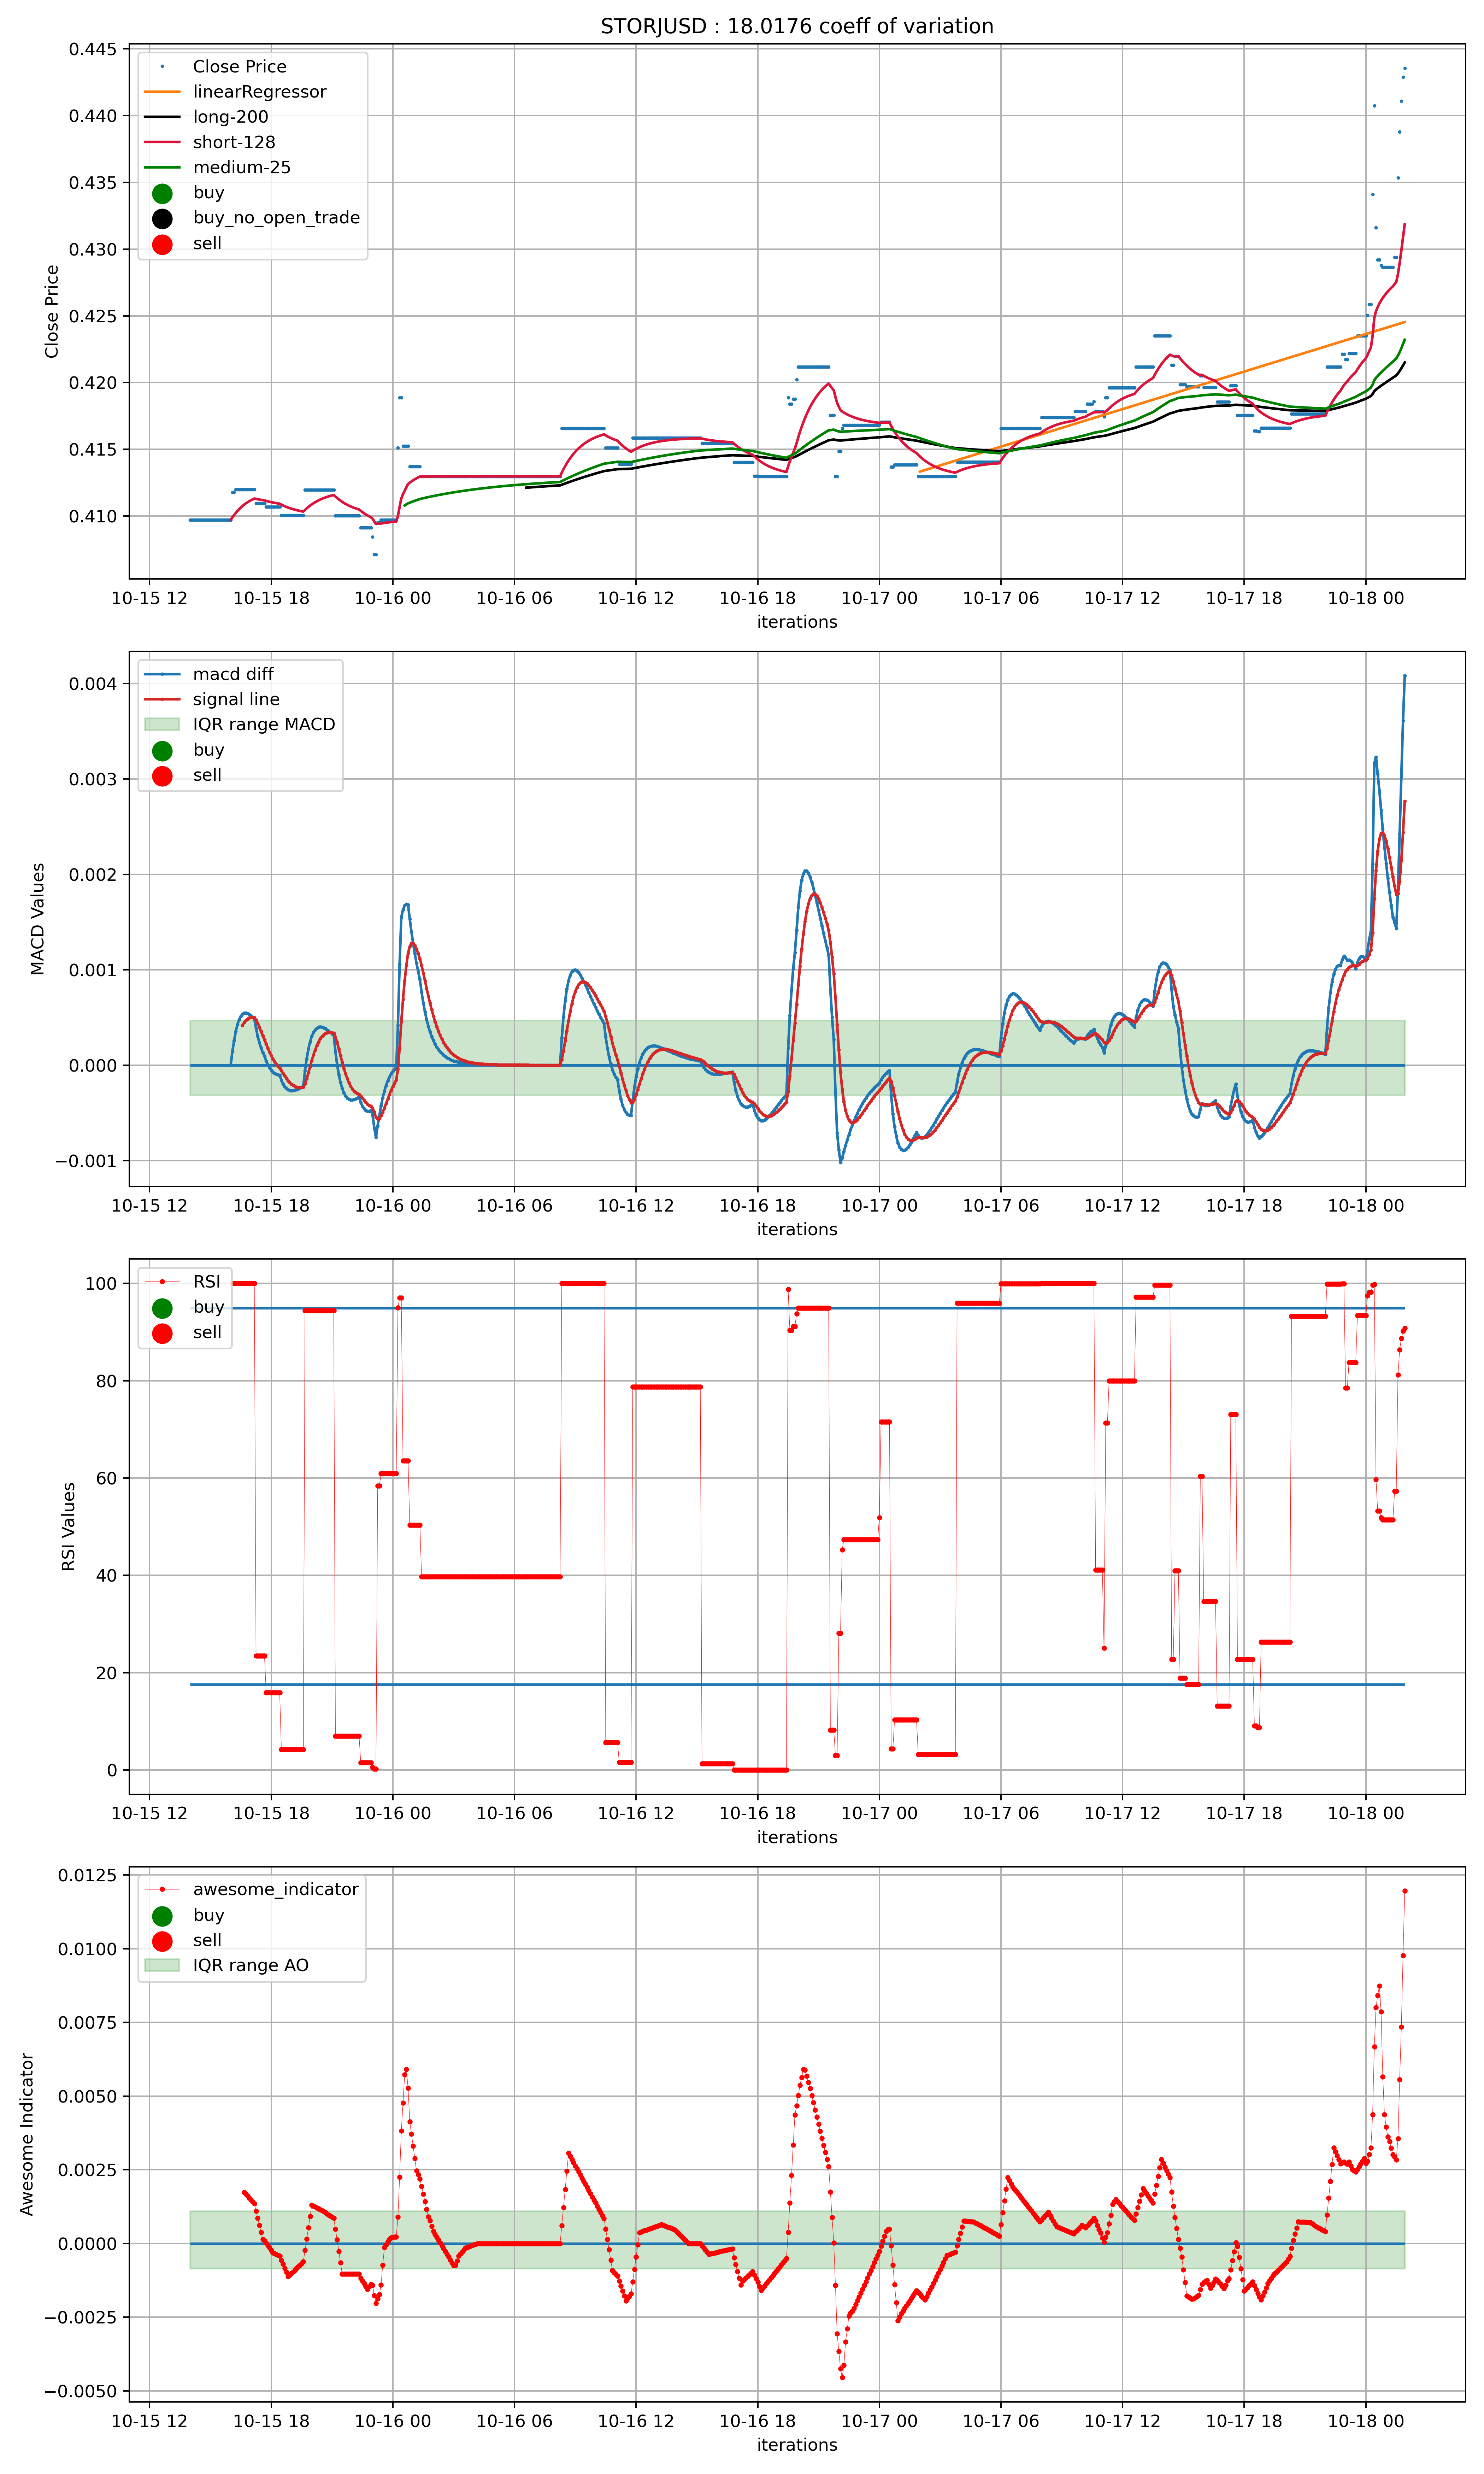 STORJUSD : 18.0176 coeff of variation
0.445
0.440
0.435
0.430
0.425
0.420
0.415
0.410
Close Price
Close Price
linearRegressor
long-200
short-128
medium-25
buy
buy_no_open_trade
sell
10-15 12 10-15 18 10-16 00 10-16 06 10-16 12 10-16 18 10-17 00 10-17 06 10-17 12 10-17 18 10-18 00
iterations
0.004
0.003
0.002
0.001
0.000
−0.001
MACD Values
macd diff
signal line
IQR range MACD
buy
sell
10-15 12 10-15 18 10-16 00 10-16 06 10-16 12 10-16 18 10-17 00 10-17 06 10-17 12 10-17 18 10-18 00
iterations
100
80
60
40
20
0
RSI Values
RSI
buy
sell
10-15 12 10-15 18 10-16 00 10-16 06 10-16 12 10-16 18 10-17 00 10-17 06 10-17 12 10-17 18 10-18 00
iterations
0.0125
0.0100
0.0075
0.0050
0.0025
0.0000
−0.0025
−0.0050
Awesome Indicator
awesome_indicator
buy
sell
IQR range AO
10-15 12 10-15 18 10-16 00 10-16 06 10-16 12 10-16 18 10-17 00 10-17 06 10-17 12 10-17 18 10-18 00
iterations